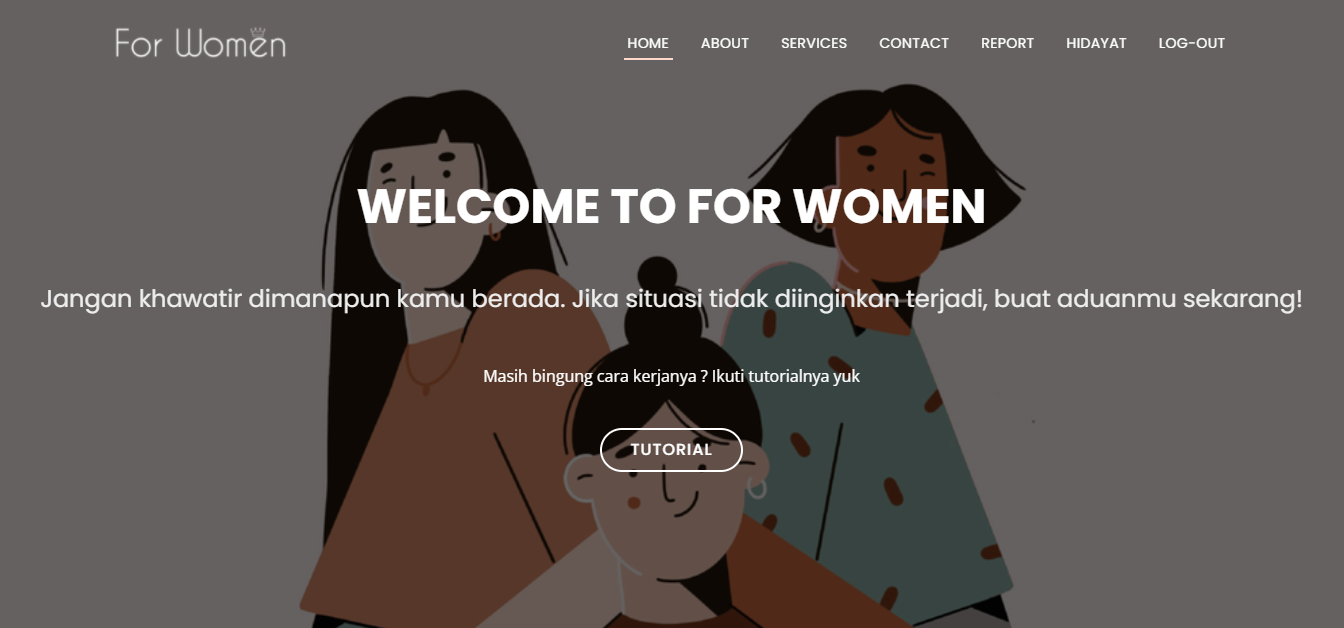 For Women
HOME ABOUT SERVICES CONTACT REPORT HIDAYAT LOG-OUT
WELCOME TO FOR WOMEN
Jangan khawatir dimanapun kamu berada. Jika situasi tidak diinginkan terjadi, buat aduanmu sekarang!
Masih bingung cara kerjanya ? Ikuti tutorialnya yuk
TUTORIAL